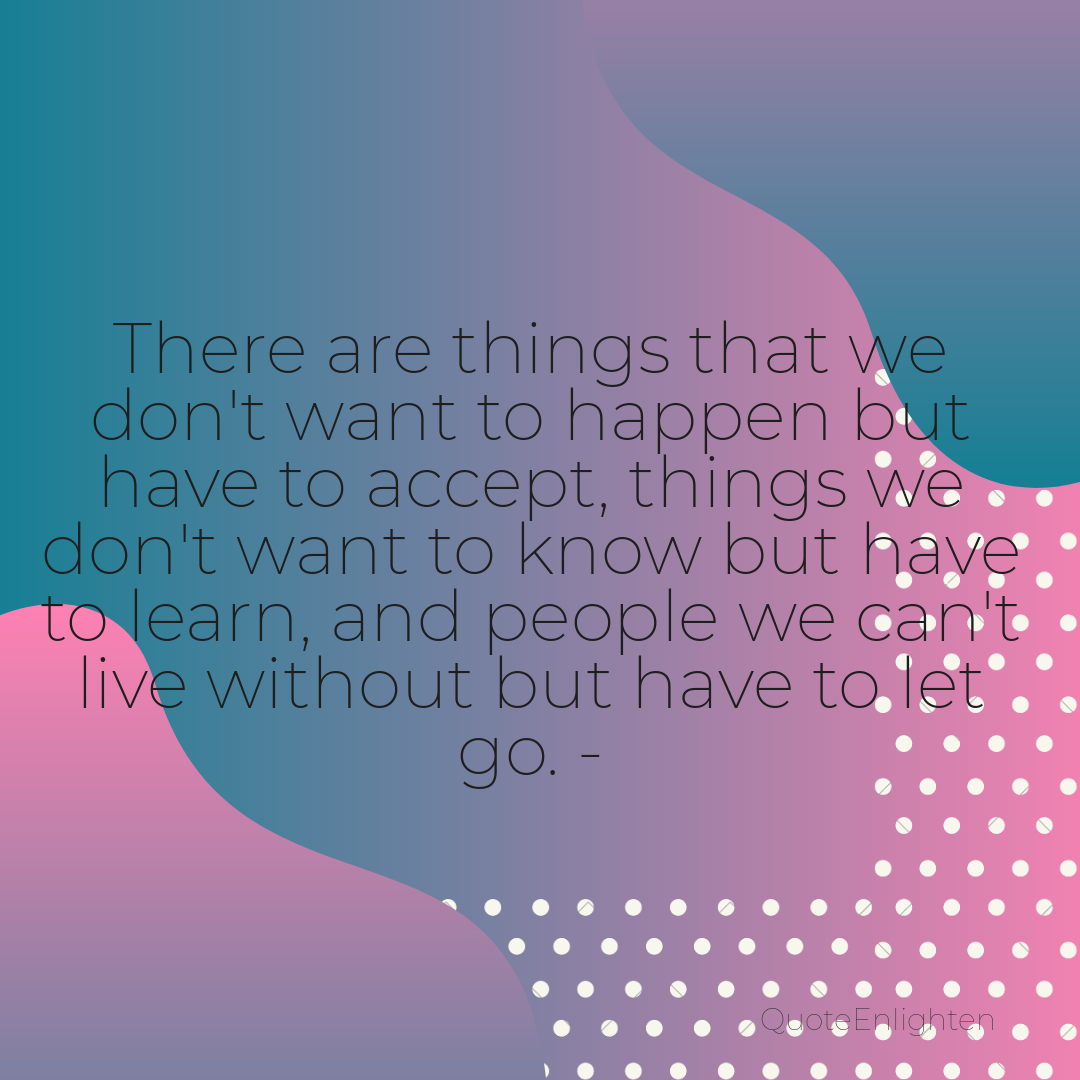 There are things that we
don't want to happen but
have to accept, things we
don't want to know but have
to learn, and people we can't
live without but have to let
go. -
QuoteEnlighten